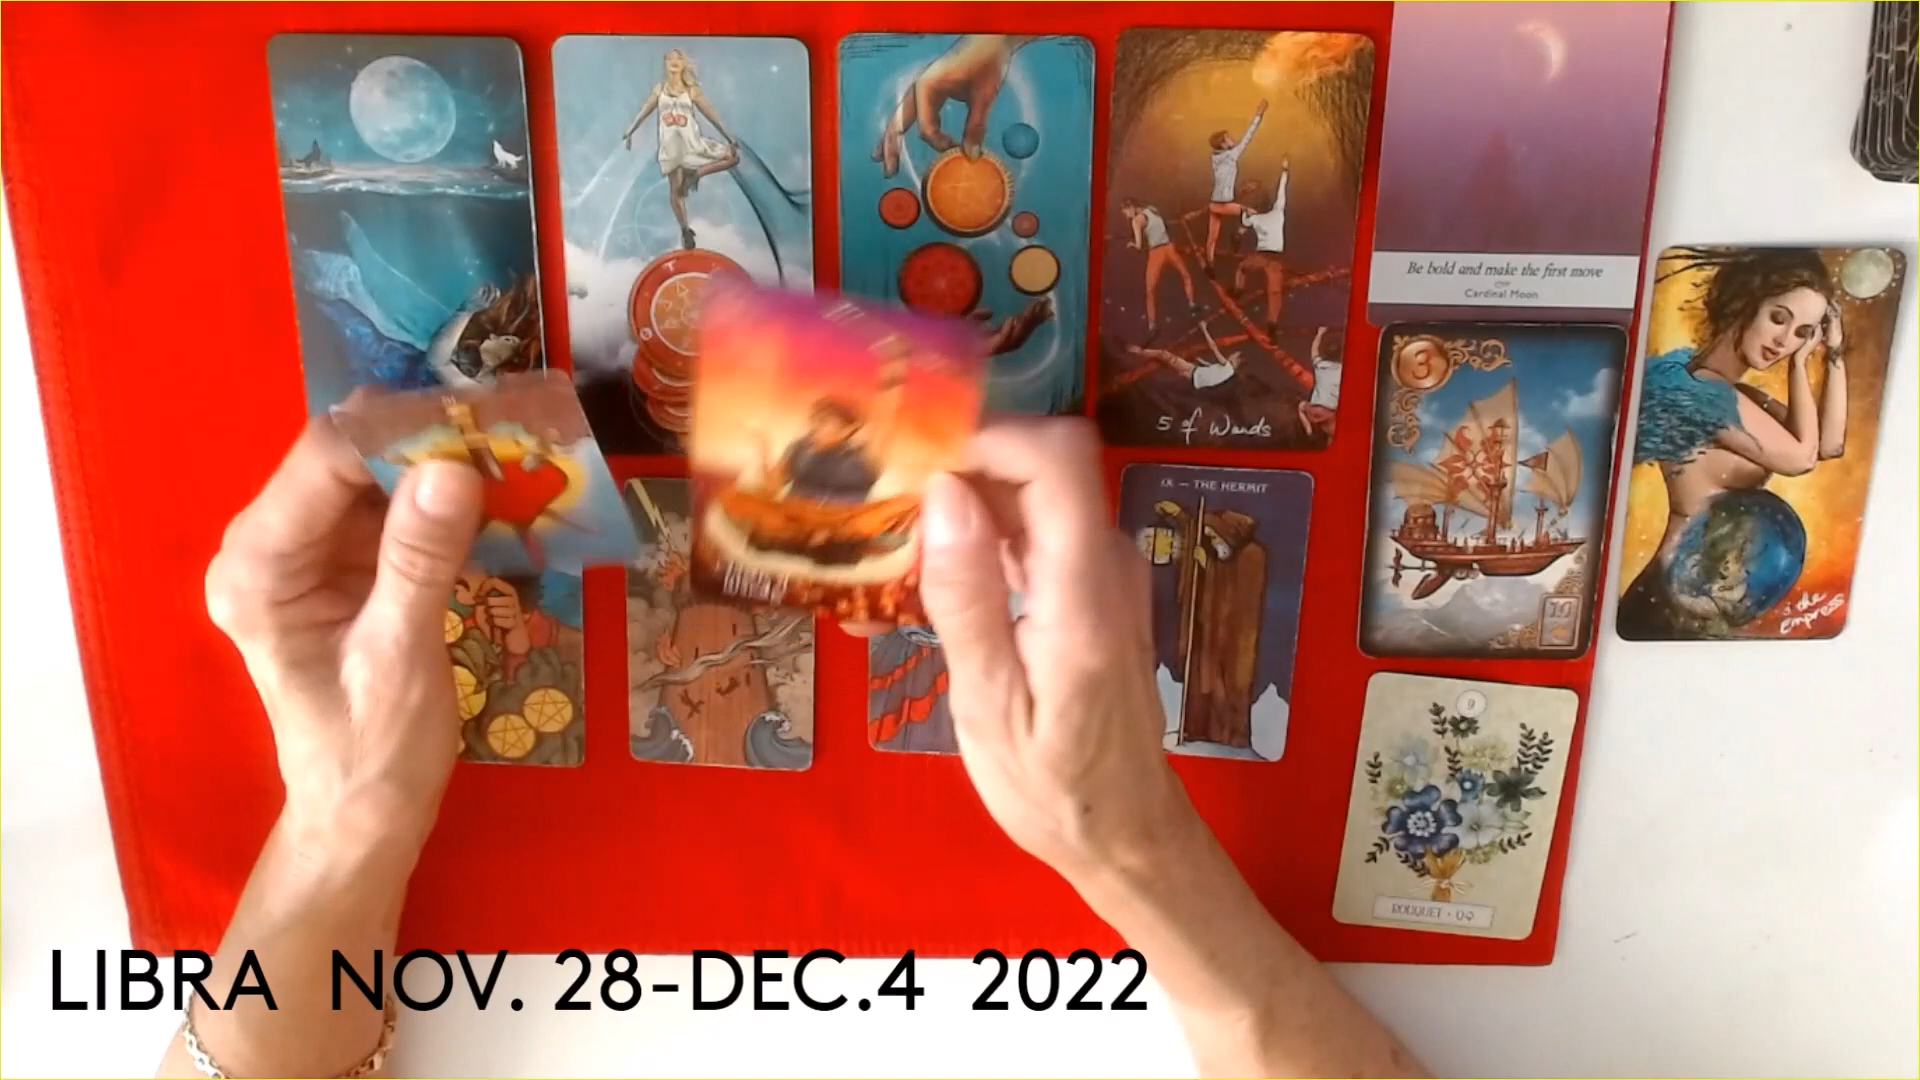 5 of Wands
Be bold and make the first move
Cardinal Moon
IX — THE HERMIT
3
10
3 the
Empress
9
BOUQUET
LIBRA NOV. 28-DEC.4 2022